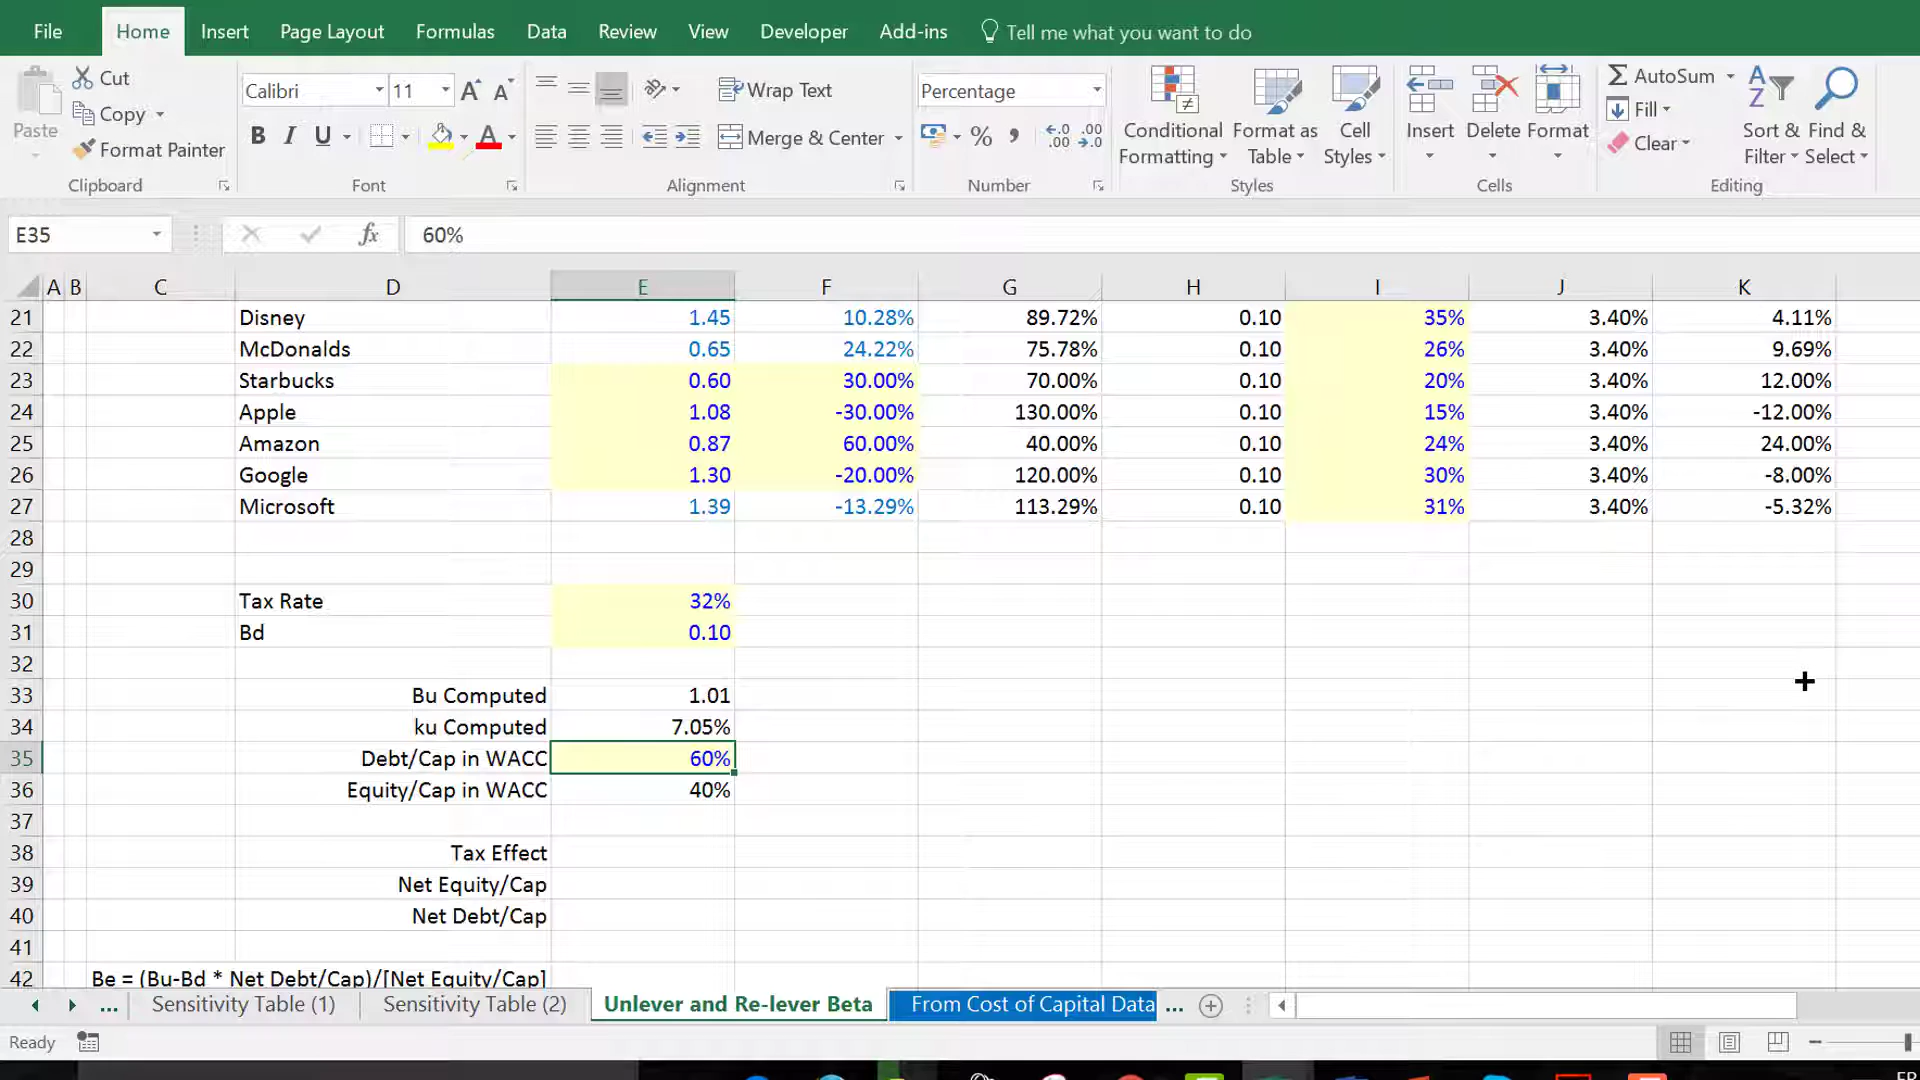 File Home Insert Page Layout Formulas Data Review View Developer Add-ins Tell me what you want to do
Paste
Cut
Copy
Format Painter
Clipboard
Calibri 11 A A
B I U A
Font
Wrap Text
Merge & Center
Alignment
Percentage
% , .0 .00 .00 .0
Number
Conditional Formatting
Format as Table
Cell Styles
Styles
Insert Delete Format
Cells
AutoSum
Fill
Clear
Sort & Filter
Find & Select
Editing
E35 fx 60%
A B C D E F G H I J K
21 Disney 1.45 10.28% 89.72% 0.10 35% 3.40% 4.11%
22 McDonalds 0.65 24.22% 75.78% 0.10 26% 3.40% 9.69%
23 Starbucks 0.60 30.00% 70.00% 0.10 20% 3.40% 12.00%
24 Apple 1.08 -30.00% 130.00% 0.10 15% 3.40% -12.00%
25 Amazon 0.87 60.00% 40.00% 0.10 24% 3.40% 24.00%
26 Google 1.30 -20.00% 120.00% 0.10 30% 3.40% -8.00%
27 Microsoft 1.39 -13.29% 113.29% 0.10 31% 3.40% -5.32%
28
29
30 Tax Rate 32%
31 Bd 0.10
32
33 Bu Computed 1.01
34 ku Computed 7.05%
35 Debt/Cap in WACC 60%
36 Equity/Cap in WACC 40%
37
38 Tax Effect
39 Net Equity/Cap
40 Net Debt/Cap
41
42 Be = (Bu-Bd * Net Debt/Cap)/[Net Equity/Cap]
... Sensitivity Table (1) Sensitivity Table (2) Unlever and Re-lever Beta From Cost of Capital Data ...
Ready